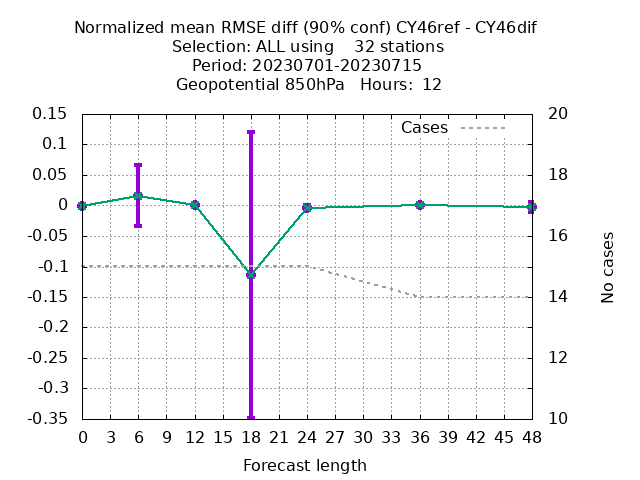 Normalized mean RMSE diff (90% conf) CY46ref - CY46dif
Selection: ALL using    32 stations
Period: 20230701-20230715
Geopotential 850hPa   Hours:  12
Cases
0.15
0.1
0.05
0
-0.05
-0.1
-0.15
-0.2
-0.25
-0.3
-0.35
20
18
16
14
12
10
No cases
0 3 6 9 12 15 18 21 24 27 30 33 36 39 42 45 48
Forecast length